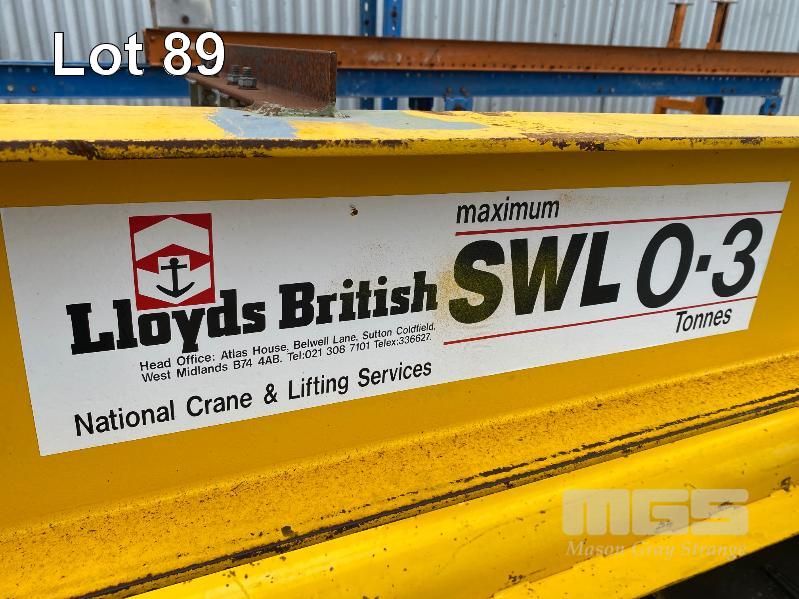 Lot 89
maximum
Lloyds British
SWL 0·3
Tonnes
Head Office: Atlas House, Belwell Lane, Sutton Coldfield,
West Midlands B74 4AB. Tel:021 308 7101 Telex:336627.
National Crane & Lifting Services
MGS
Mason Gray Strange